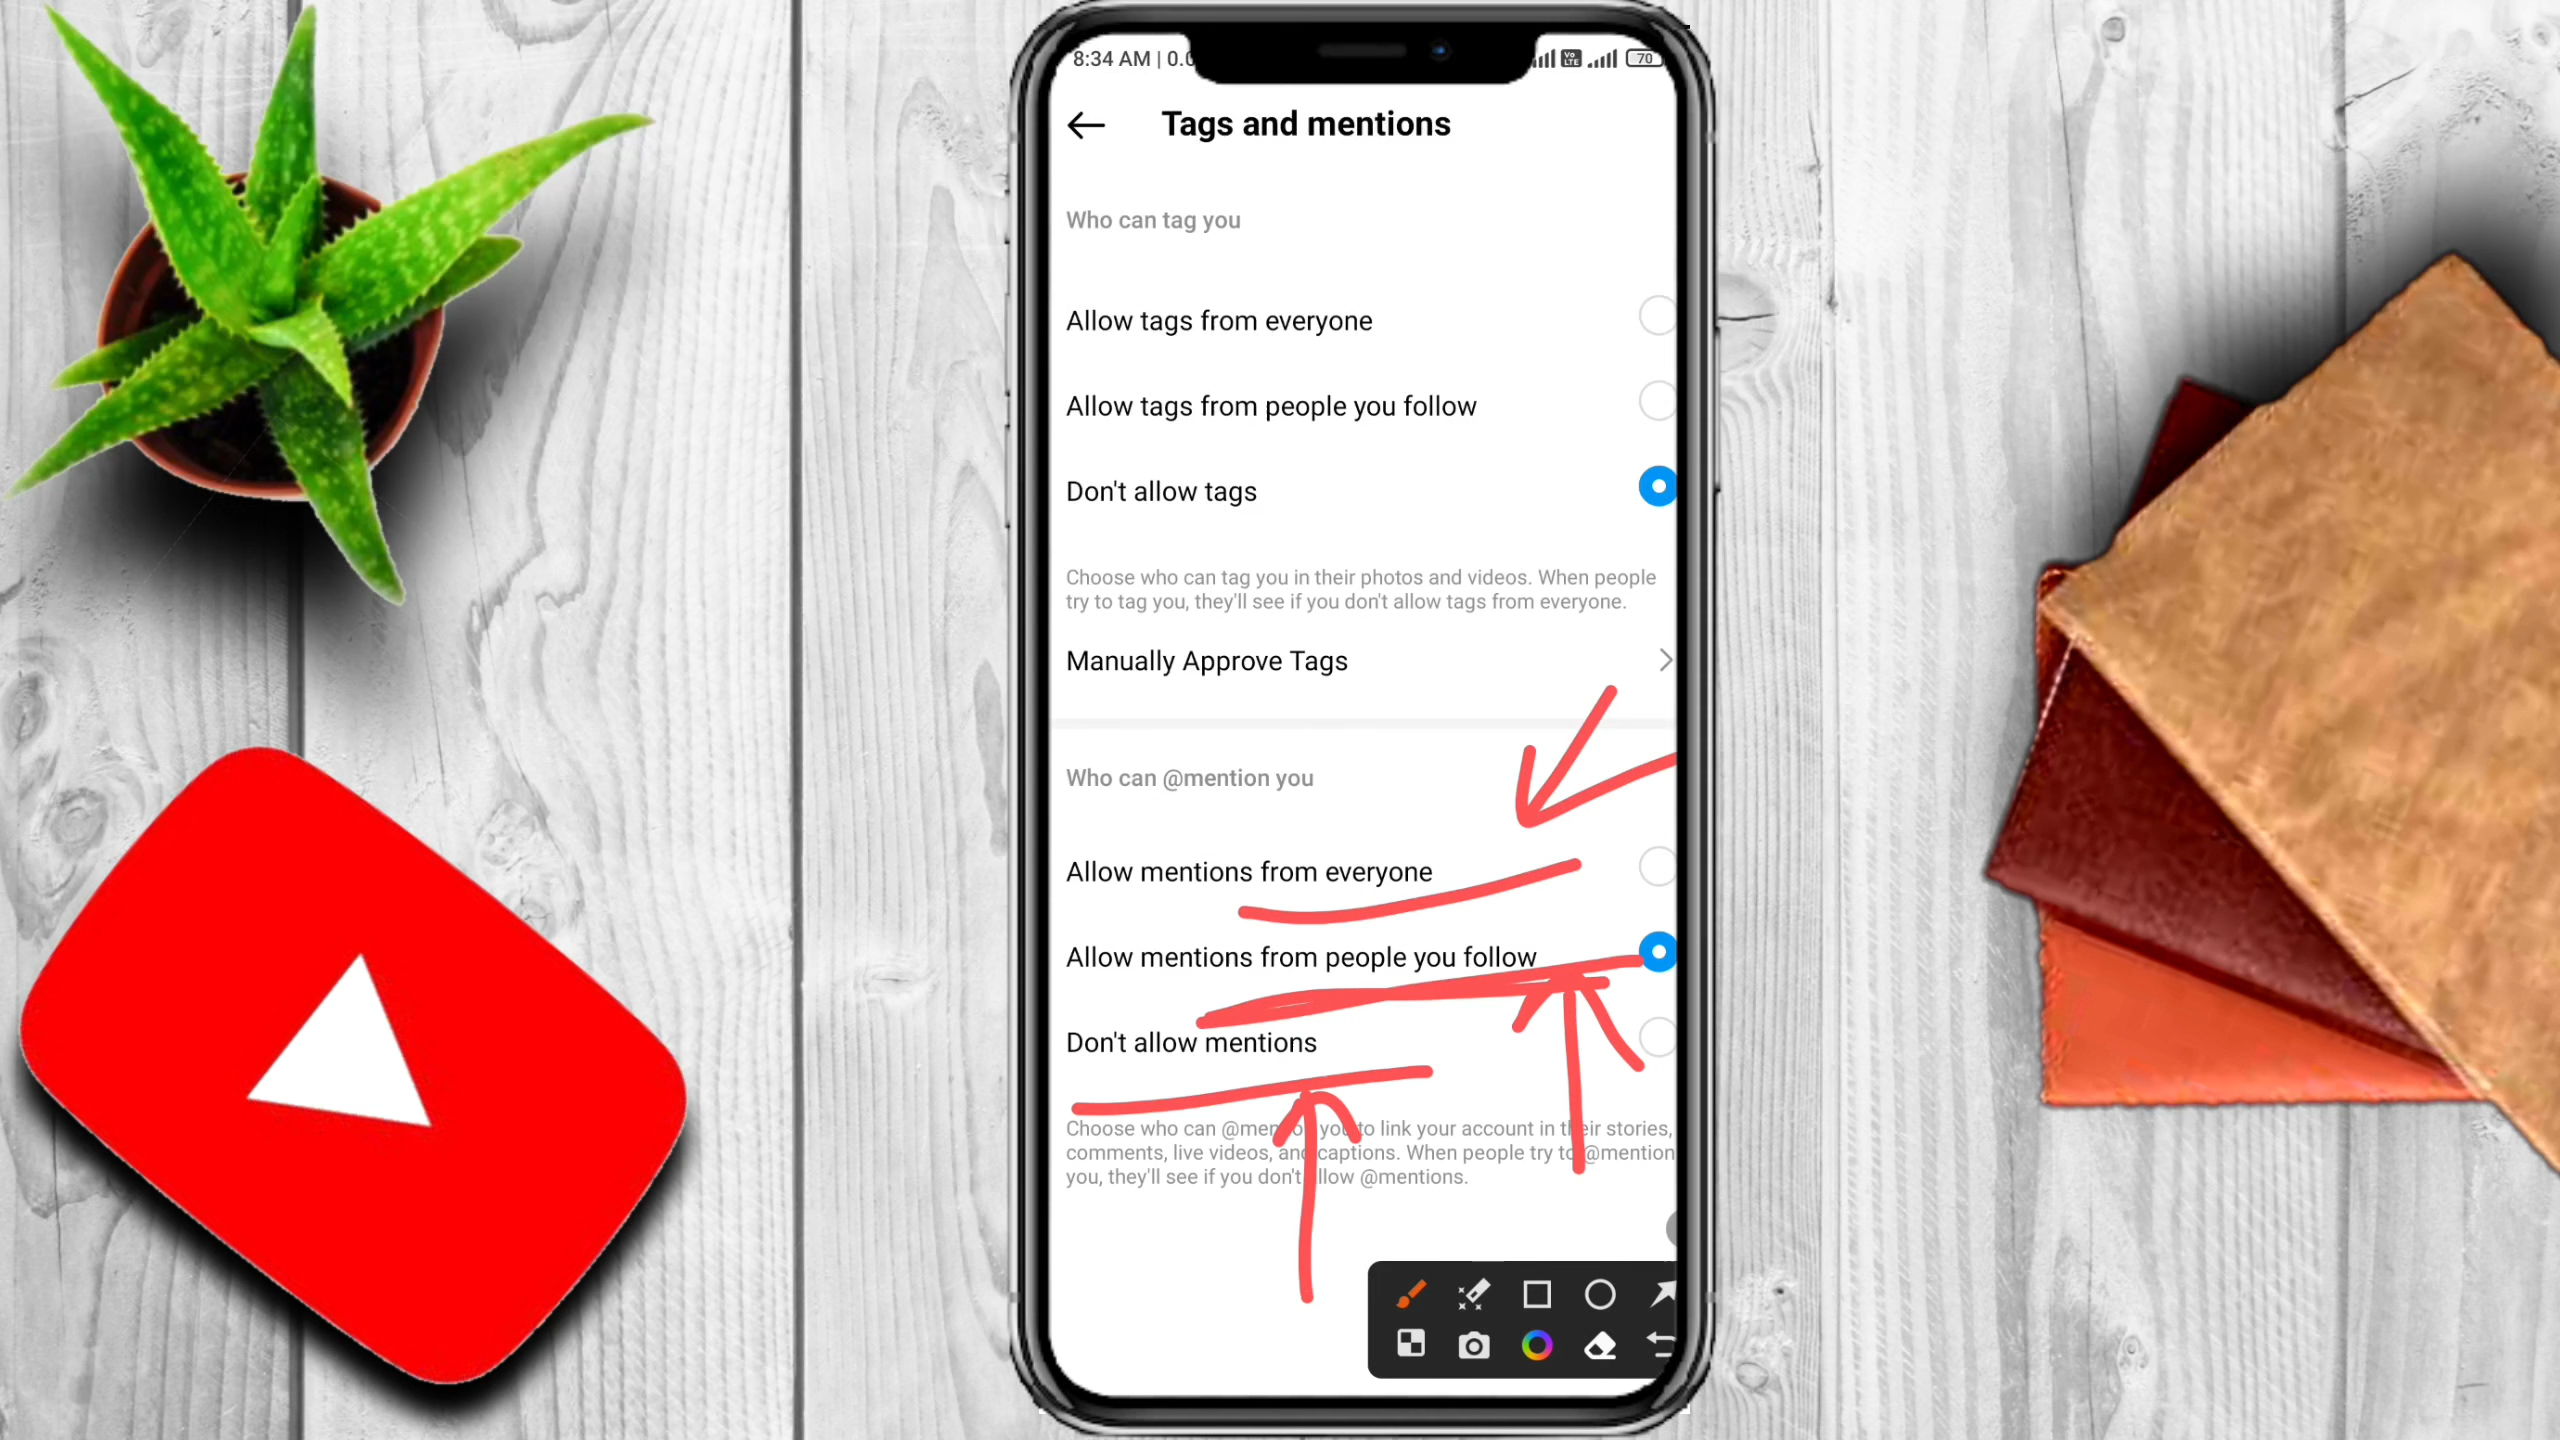 8:34 AM | 0.0
Vo LTE
70
Tags and mentions
Who can tag you
Allow tags from everyone
Allow tags from people you follow
Don't allow tags
Choose who can tag you in their photos and videos. When people
try to tag you, they'll see if you don't allow tags from everyone.
Manually Approve Tags
Who can @mention you
Allow mentions from everyone
Allow mentions from people you follow
Don't allow mentions
Choose who can @mention you to link your account in their stories,
comments, live videos, and captions. When people try to @mention
you, they'll see if you don't allow @mentions.